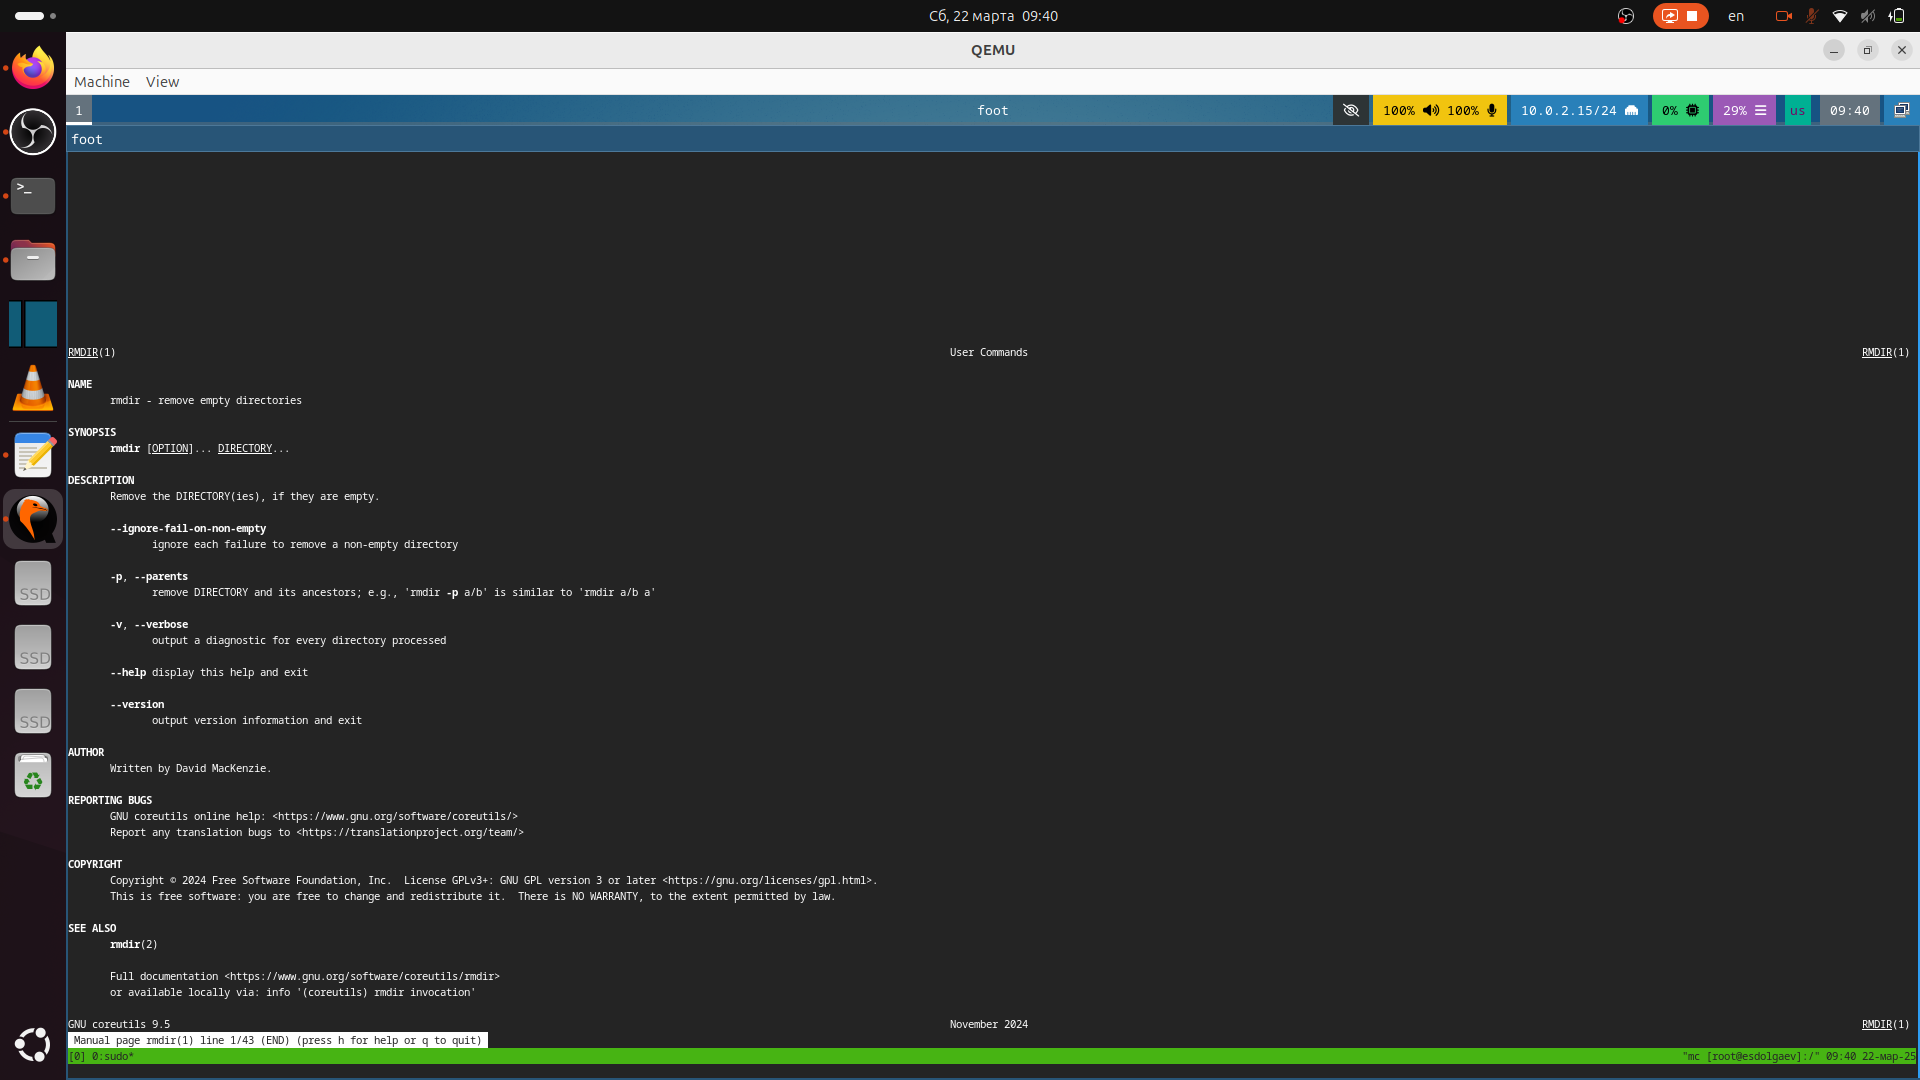 Сб, 22 марта 09:40
en
QEMU
Machine View
1 foot 100% 100% 10.0.2.15/24 0% 29% us 09:40
foot
>_
RMDIR(1) User Commands RMDIR(1)
NAME
rmdir - remove empty directories
SYNOPSIS
rmdir [OPTION]... DIRECTORY...
DESCRIPTION
Remove the DIRECTORY(ies), if they are empty.
--ignore-fail-on-non-empty
ignore each failure to remove a non-empty directory
-p, --parents
remove DIRECTORY and its ancestors; e.g., 'rmdir -p a/b' is similar to 'rmdir a/b a'
-v, --verbose
output a diagnostic for every directory processed
--help display this help and exit
--version
output version information and exit
AUTHOR
Written by David MacKenzie.
REPORTING BUGS
GNU coreutils online help: <https://www.gnu.org/software/coreutils/>
Report any translation bugs to <https://translationproject.org/team/>
COPYRIGHT
Copyright © 2024 Free Software Foundation, Inc.  License GPLv3+: GNU GPL version 3 or later <https://gnu.org/licenses/gpl.html>.
This is free software: you are free to change and redistribute it.  There is NO WARRANTY, to the extent permitted by law.
SEE ALSO
rmdir(2)
Full documentation <https://www.gnu.org/software/coreutils/rmdir>
or available locally via: info '(coreutils) rmdir invocation'
GNU coreutils 9.5 November 2024 RMDIR(1)
Manual page rmdir(1) line 1/43 (END) (press h for help or q to quit)
[0] 0:sudo* "mc [root@esdolgaev]:/" 09:40 22-мар-25
SSD
SSD
SSD